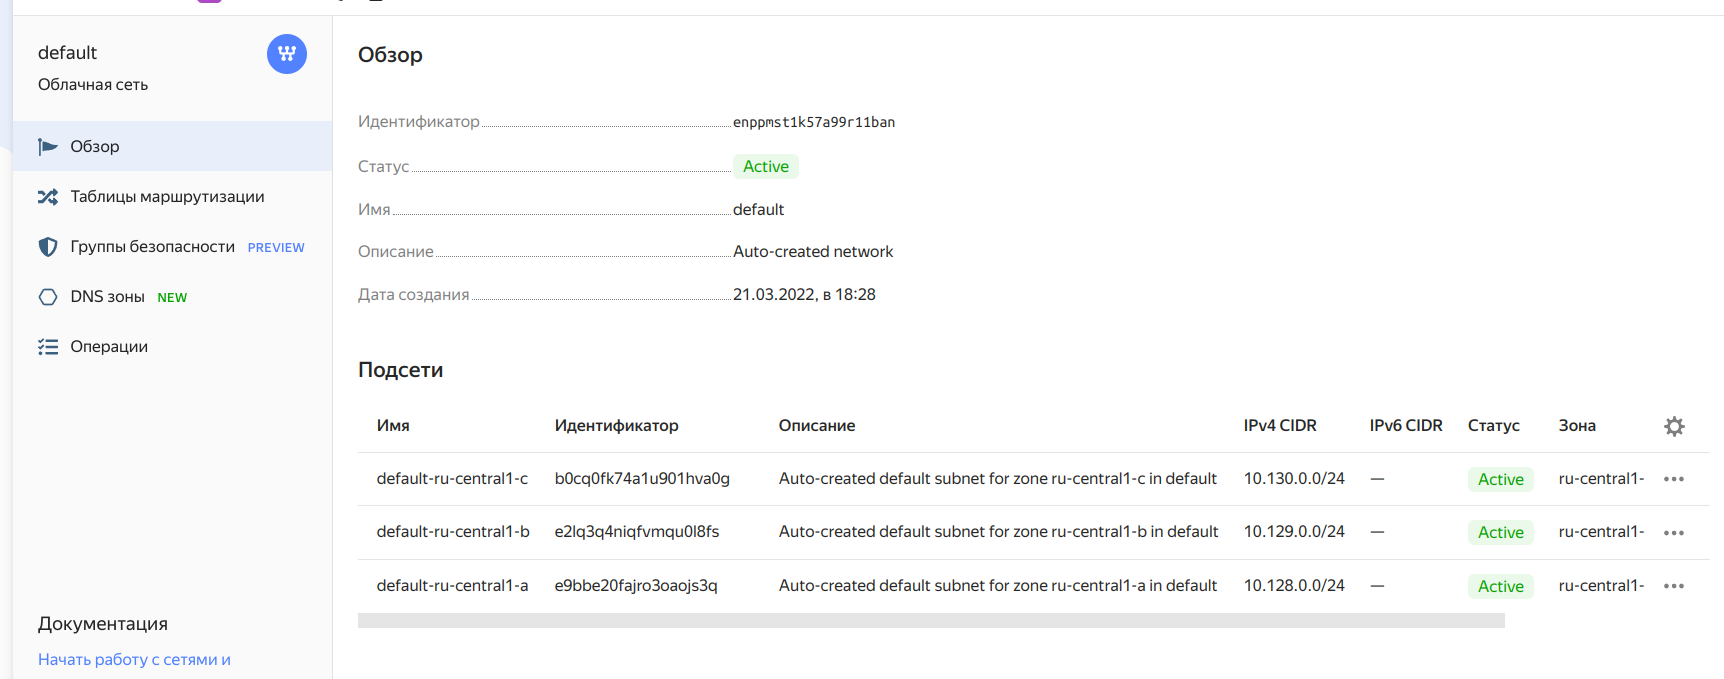 default
Облачная сеть
Обзор
Таблицы маршрутизации
Группы безопасности PREVIEW
DNS зоны NEW
Операции
Документация
Начать работу с сетями и
Обзор
Идентификатор enppmst1k57a99r11ban
Статус Active
Имя default
Описание Auto-created network
Дата создания 21.03.2022, в 18:28
Подсети
Имя Идентификатор Описание IPv4 CIDR IPv6 CIDR Статус Зона
default-ru-central1-c b0cq0fk74a1u901hva0g Auto-created default subnet for zone ru-central1-c in default 10.130.0.0/24 — Active ru-central1-
default-ru-central1-b e2lq3q4niqfvmqu0l8fs Auto-created default subnet for zone ru-central1-b in default 10.129.0.0/24 — Active ru-central1-
default-ru-central1-a e9bbe20fajro3oaojs3q Auto-created default subnet for zone ru-central1-a in default 10.128.0.0/24 — Active ru-central1-